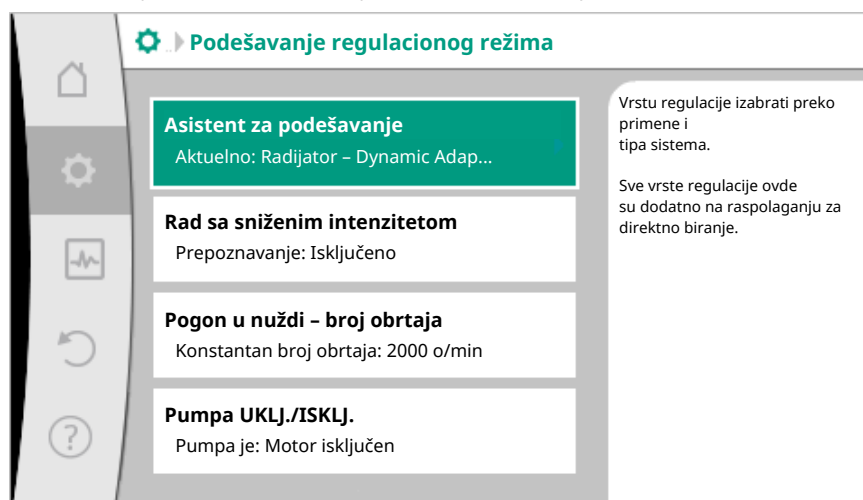 Podešavanje regulacionog režima
Asistent za podešavanje
Aktuelno: Radijator – Dynamic Adap...
Rad sa sniženim intenzitetom
Prepoznavanje: Isključeno
Pogon u nuždi – broj obrtaja
Konstantan broj obrtaja: 2000 o/min
Pumpa UKLJ./ISKLJ.
Pumpa je: Motor isključen
Vrstu regulacije izabrati preko
primene i
tipa sistema.
Sve vrste regulacije ovde
su dodatno na raspolaganju za
direktno biranje.